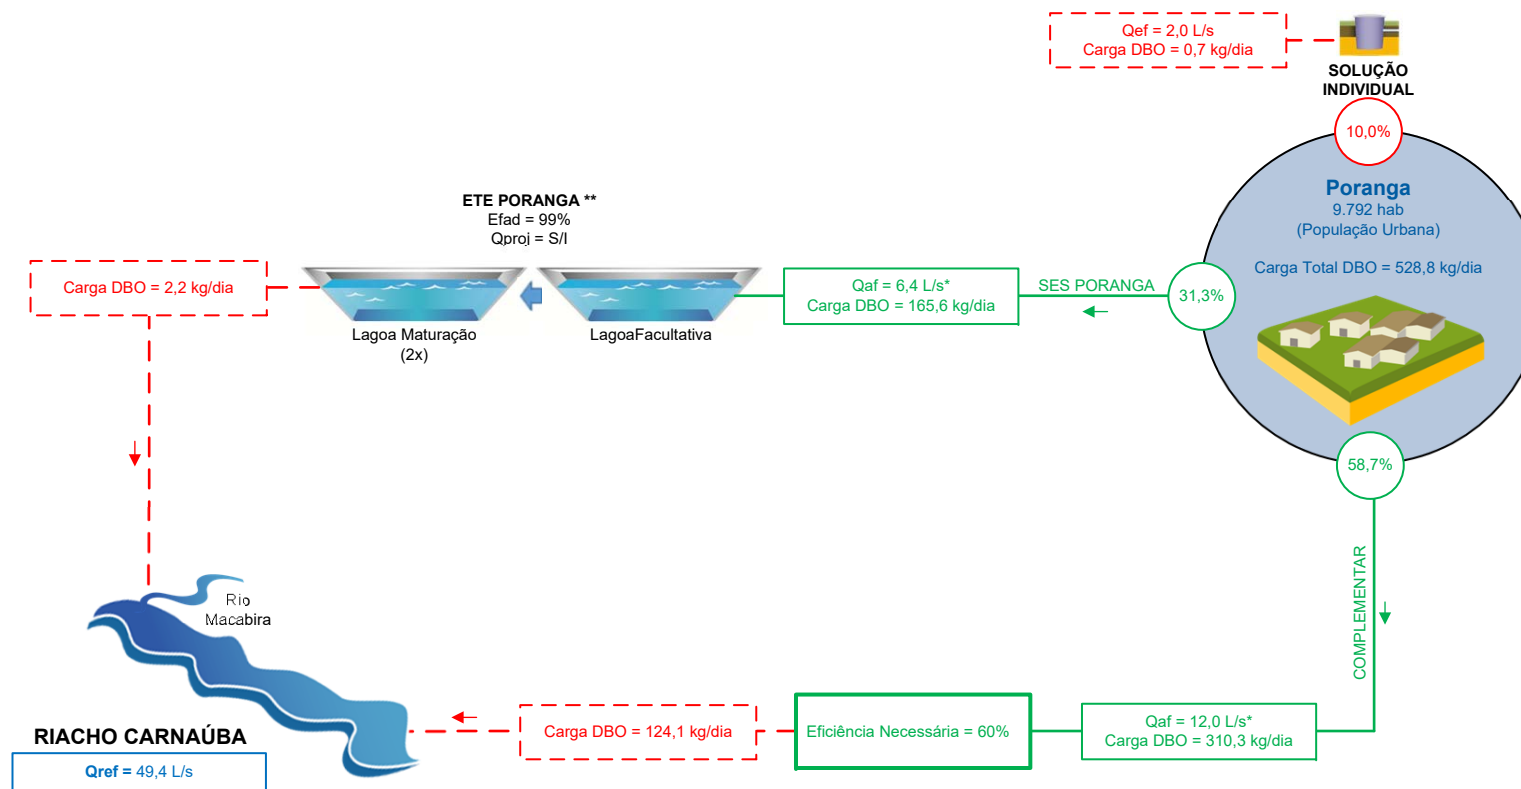 Qef = 2,0 L/s
Carga DBO = 0,7 kg/dia
SOLUÇÃO
INDIVIDUAL
10,0%
Poranga
9.792 hab
(População Urbana)
Carga Total DBO = 528,8 kg/dia
ETE PORANGA **
Efad = 99%
Qproj = S/I
Carga DBO = 2,2 kg/dia
Lagoa Maturação
(2x)
LagoaFacultativa
Qaf = 6,4 L/s*
Carga DBO = 165,6 kg/dia
SES PORANGA
31,3%
58,7%
COMPLEMENTAR
Rio
Macabira
RIACHO CARNAÚBA
Qref = 49,4 L/s
Carga DBO = 124,1 kg/dia
Eficiência Necessária = 60%
Qaf = 12,0 L/s*
Carga DBO = 310,3 kg/dia